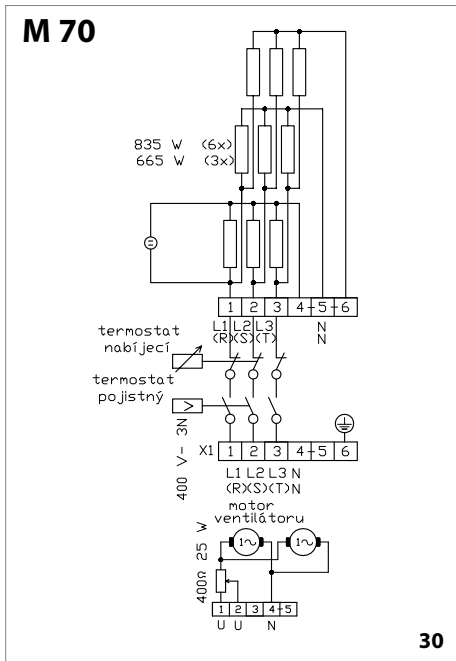 M 70
835 W (6x)
665 W (3x)
1 2 3 4 5 6
L1 L2 L3 N
(R)(S)(T) N
termostat
nabíjecí
termostat
pojistný
400 V~ 3N
X1 1 2 3 4 5 6
L1 L2 L3 N
(R)(S)(T)N
motor
ventilátoru
1~ 1~
400Ω 25 W
1 2 3 4 5
U U N
30